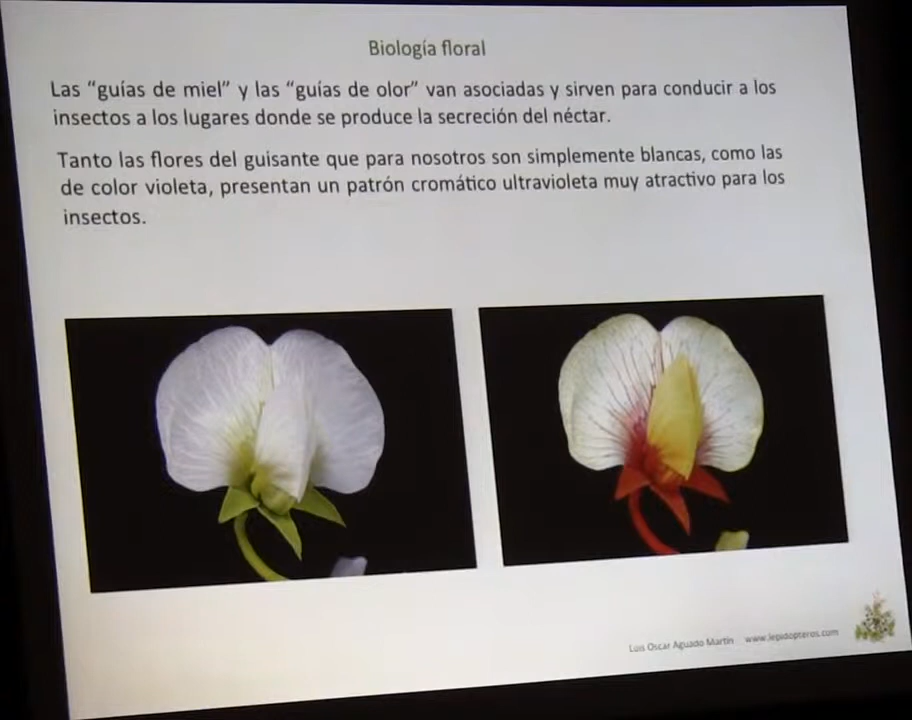 Biología floral
Las “guías de miel” y las “guías de olor” van asociadas y sirven para conducir a los
insectos a los lugares donde se produce la secreción del néctar.
Tanto las flores del guisante que para nosotros son simplemente blancas, como las
de color violeta, presentan un patrón cromático ultravioleta muy atractivo para los
insectos.
Luis Oscar Aguado Martín www.lepidopteros.com